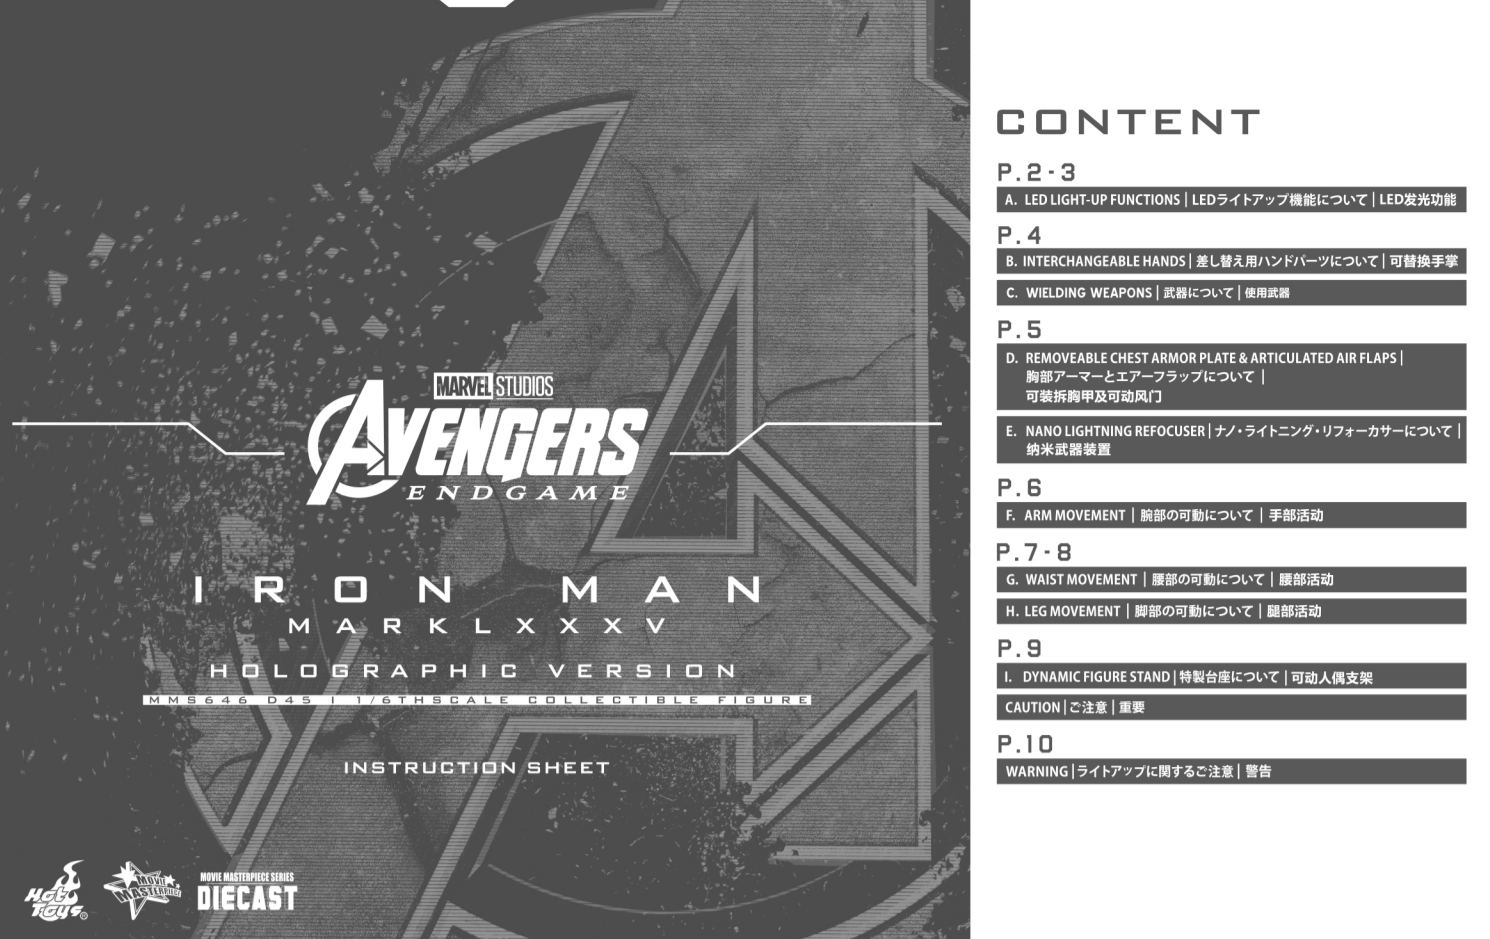 MARVEL STUDIOS
AVENGERS
ENDGAME
IRON MAN
MARK LXXXV
HOLOGRAPHIC VERSION
MMS646 D45 | 1/6TH SCALE COLLECTIBLE FIGURE
INSTRUCTION SHEET
Hot Toys®
MOVIE MASTERPIECE
MOVIE MASTERPIECE SERIES
DIECAST
CONTENT
P.2-3
A. LED LIGHT-UP FUNCTIONS | LEDライトアップ機能について | LED发光功能
P.4
B. INTERCHANGEABLE HANDS | 差し替え用ハンドパーツについて | 可替换手掌
C. WIELDING WEAPONS | 武器について | 使用武器
P.5
D. REMOVEABLE CHEST ARMOR PLATE & ARTICULATED AIR FLAPS |
胸部アーマーとエアーフラップについて |
可装拆胸甲及可动风门
E. NANO LIGHTNING REFOCUSER | ナノ・ライトニング・リフォーカサーについて |
纳米武器装置
P.6
F. ARM MOVEMENT | 腕部の可動について | 手部活动
P.7-8
G. WAIST MOVEMENT | 腰部の可動について | 腰部活动
H. LEG MOVEMENT | 脚部の可動について | 腿部活动
P.9
I. DYNAMIC FIGURE STAND | 特製台座について | 可动人偶支架
CAUTION | ご注意 | 重要
P.10
WARNING | ライトアップに関するご注意 | 警告